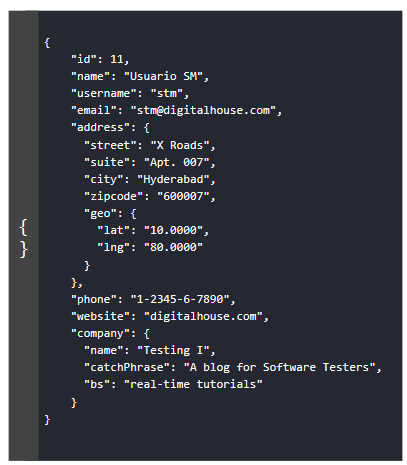 {
"id": 11,
"name": "Usuario SM",
"username": "stm",
"email": "stm@digitalhouse.com",
"address": {
"street": "X Roads",
"suite": "Apt. 007",
"city": "Hyderabad",
"zipcode": "600007",
"geo": {
"lat": "10.0000",
"lng": "80.0000"
}
},
"phone": "1-2345-6-7890",
"website": "digitalhouse.com",
"company": {
"name": "Testing I",
"catchPhrase": "A blog for Software Testers",
"bs": "real-time tutorials"
}
}
{
}